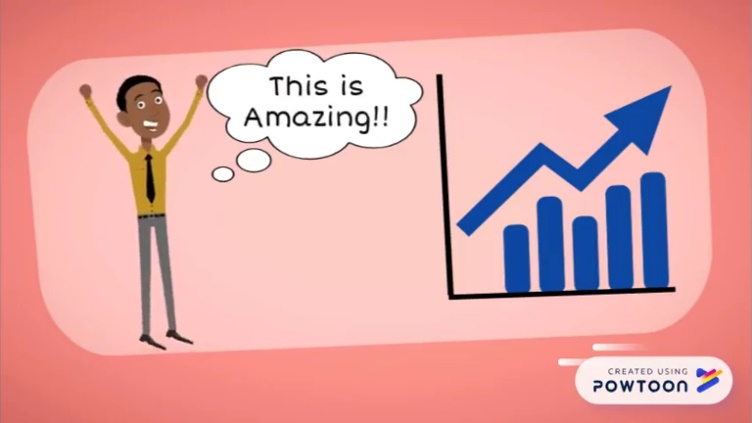 This is
Amazing!!
CREATED USING
POWTOON